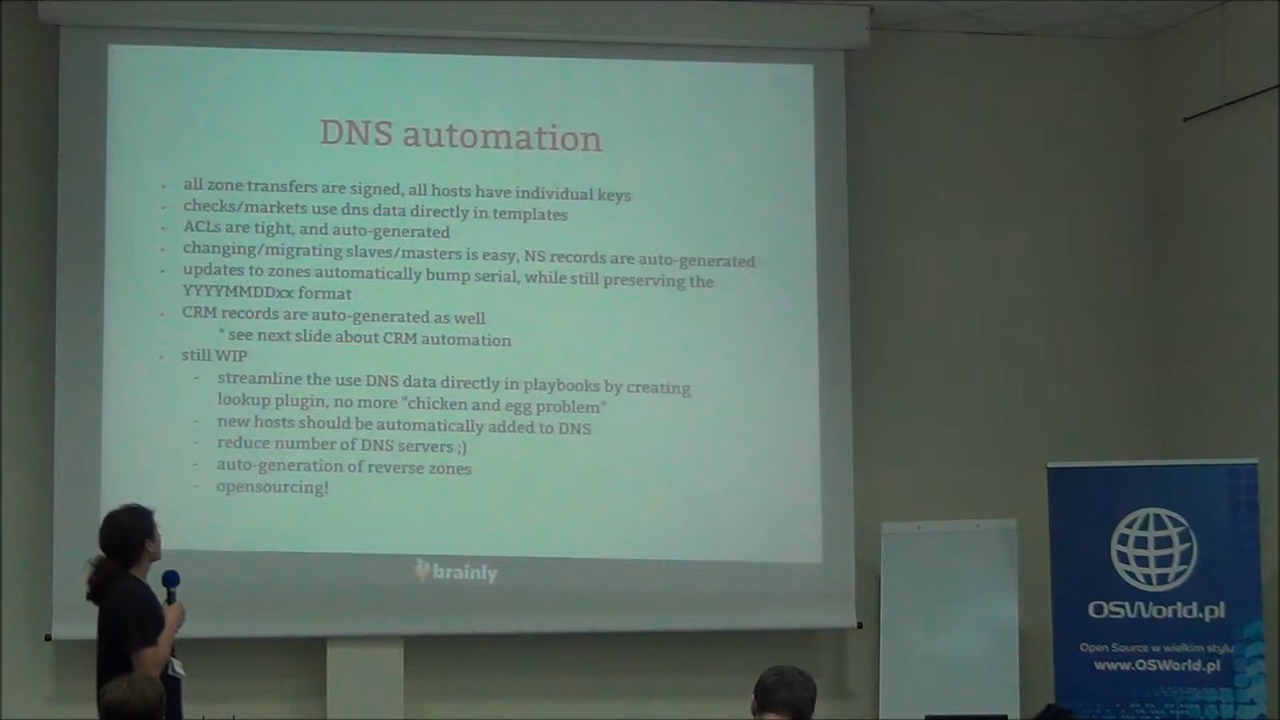 DNS automation
all zone transfers are signed, all hosts have individual keys
checks/markets use dns data directly in templates
ACLs are tight, and auto-generated
changing/migrating slaves/masters is easy, NS records are auto-generated
updates to zones automatically bump serial, while still preserving the
YYYYMMDDxx format
CRM records are auto-generated as well
* see next slide about CRM automation
still WIP
- streamline the use DNS data directly in playbooks by creating
lookup plugin, no more "chicken and egg problem"
- new hosts should be automatically added to DNS
- reduce number of DNS servers ;)
- auto-generation of reverse zones
- opensourcing!
brainly
OSWorld.pl
Open Source w wielkim stylu
www.OSWorld.pl